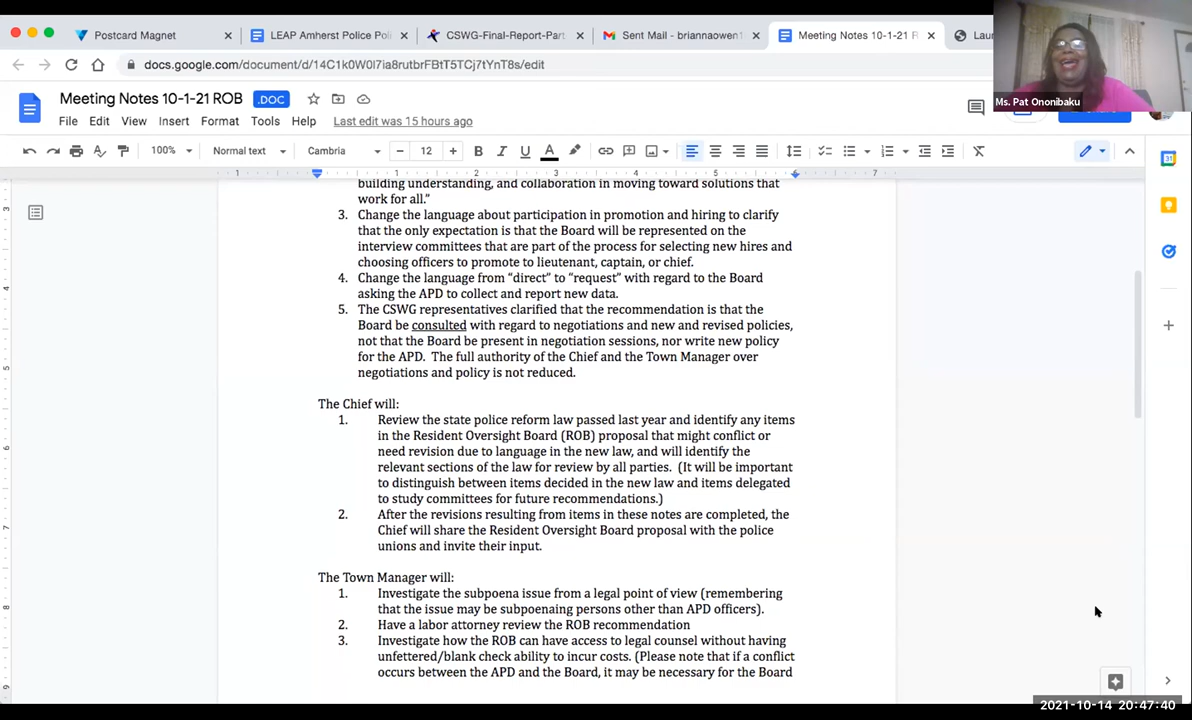 Postcard Magnet
LEAP Amherst Police Po
CSWG-Final-Report-Part
Sent Mail - briannaowen
Meeting Notes 10-1-21 R
Lau
docs.google.com/document/d/14C1k0W0l7ia8rutbrFBtT5TCj7tYnT8s/edit
Ms. Pat Ononibaku
Meeting Notes 10-1-21 ROB
.DOC
File Edit View Insert Format Tools Help Last edit was 15 hours ago
100% Normal text Cambria 12
1 1 2 3 4 5 6 7
building understanding, and collaboration in moving toward solutions that
work for all."
3. Change the language about participation in promotion and hiring to clarify
that the only expectation is that the Board will be represented on the
interview committees that are part of the process for selecting new hires and
choosing officers to promote to lieutenant, captain, or chief.
4. Change the language from “direct” to “request” with regard to the Board
asking the APD to collect and report new data.
5. The CSWG representatives clarified that the recommendation is that the
Board be consulted with regard to negotiations and new and revised policies,
not that the Board be present in negotiation sessions, nor write new policy
for the APD. The full authority of the Chief and the Town Manager over
negotiations and policy is not reduced.
The Chief will:
1. Review the state police reform law passed last year and identify any items
in the Resident Oversight Board (ROB) proposal that might conflict or
need revision due to language in the new law, and will identify the
relevant sections of the law for review by all parties. (It will be important
to distinguish between items decided in the new law and items delegated
to study committees for future recommendations.)
2. After the revisions resulting from items in these notes are completed, the
Chief will share the Resident Oversight Board proposal with the police
unions and invite their input.
The Town Manager will:
1. Investigate the subpoena issue from a legal point of view (remembering
that the issue may be subpoenaing persons other than APD officers).
2. Have a labor attorney review the ROB recommendation
3. Investigate how the ROB can have access to legal counsel without having
unfettered/blank check ability to incur costs. (Please note that if a conflict
occurs between the APD and the Board, it may be necessary for the Board
2021-10-14 20:47:40